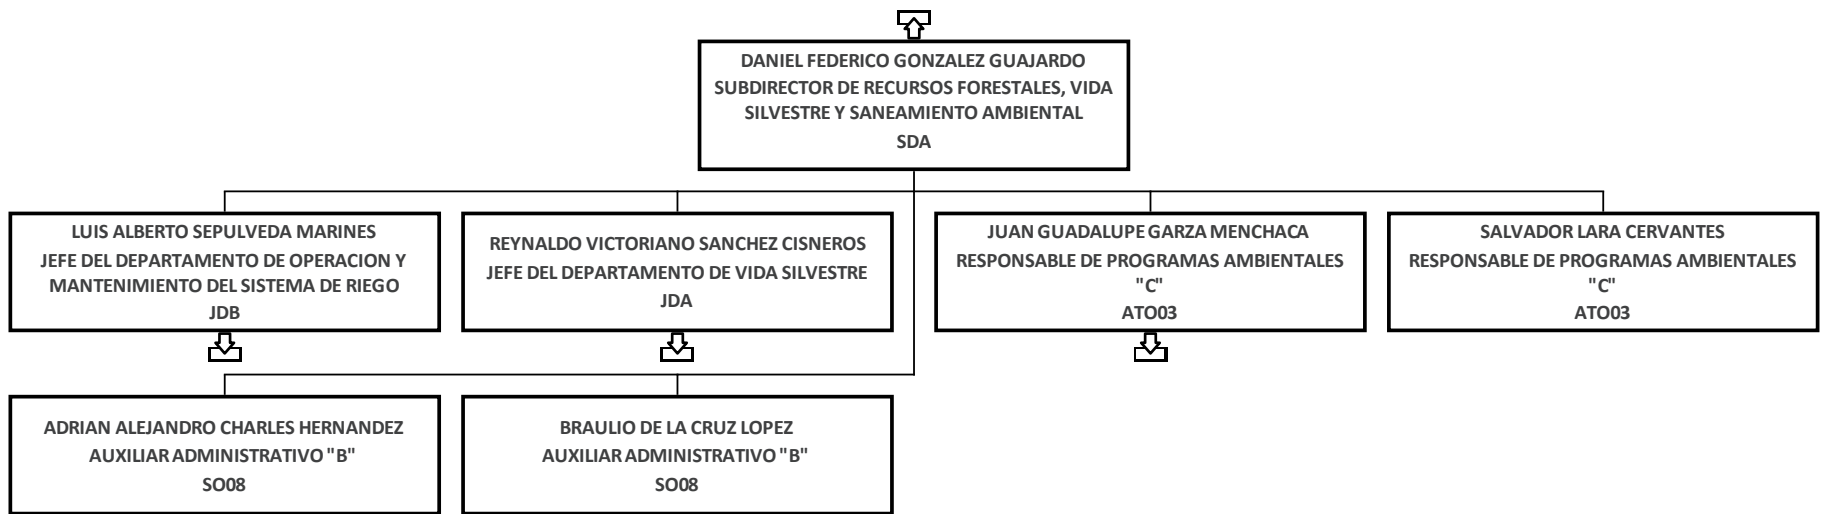 DANIEL FEDERICO GONZALEZ GUAJARDO
SUBDIRECTOR DE RECURSOS FORESTALES, VIDA
SILVESTRE Y SANEAMIENTO AMBIENTAL
SDA
LUIS ALBERTO SEPULVEDA MARINES
JEFE DEL DEPARTAMENTO DE OPERACION Y
MANTENIMIENTO DEL SISTEMA DE RIEGO
JDB
REYNALDO VICTORIANO SANCHEZ CISNEROS
JEFE DEL DEPARTAMENTO DE VIDA SILVESTRE
JDA
JUAN GUADALUPE GARZA MENCHACA
RESPONSABLE DE PROGRAMAS AMBIENTALES
"C"
ATO03
SALVADOR LARA CERVANTES
RESPONSABLE DE PROGRAMAS AMBIENTALES
"C"
ATO03
ADRIAN ALEJANDRO CHARLES HERNANDEZ
AUXILIAR ADMINISTRATIVO "B"
SO08
BRAULIO DE LA CRUZ LOPEZ
AUXILIAR ADMINISTRATIVO "B"
SO08